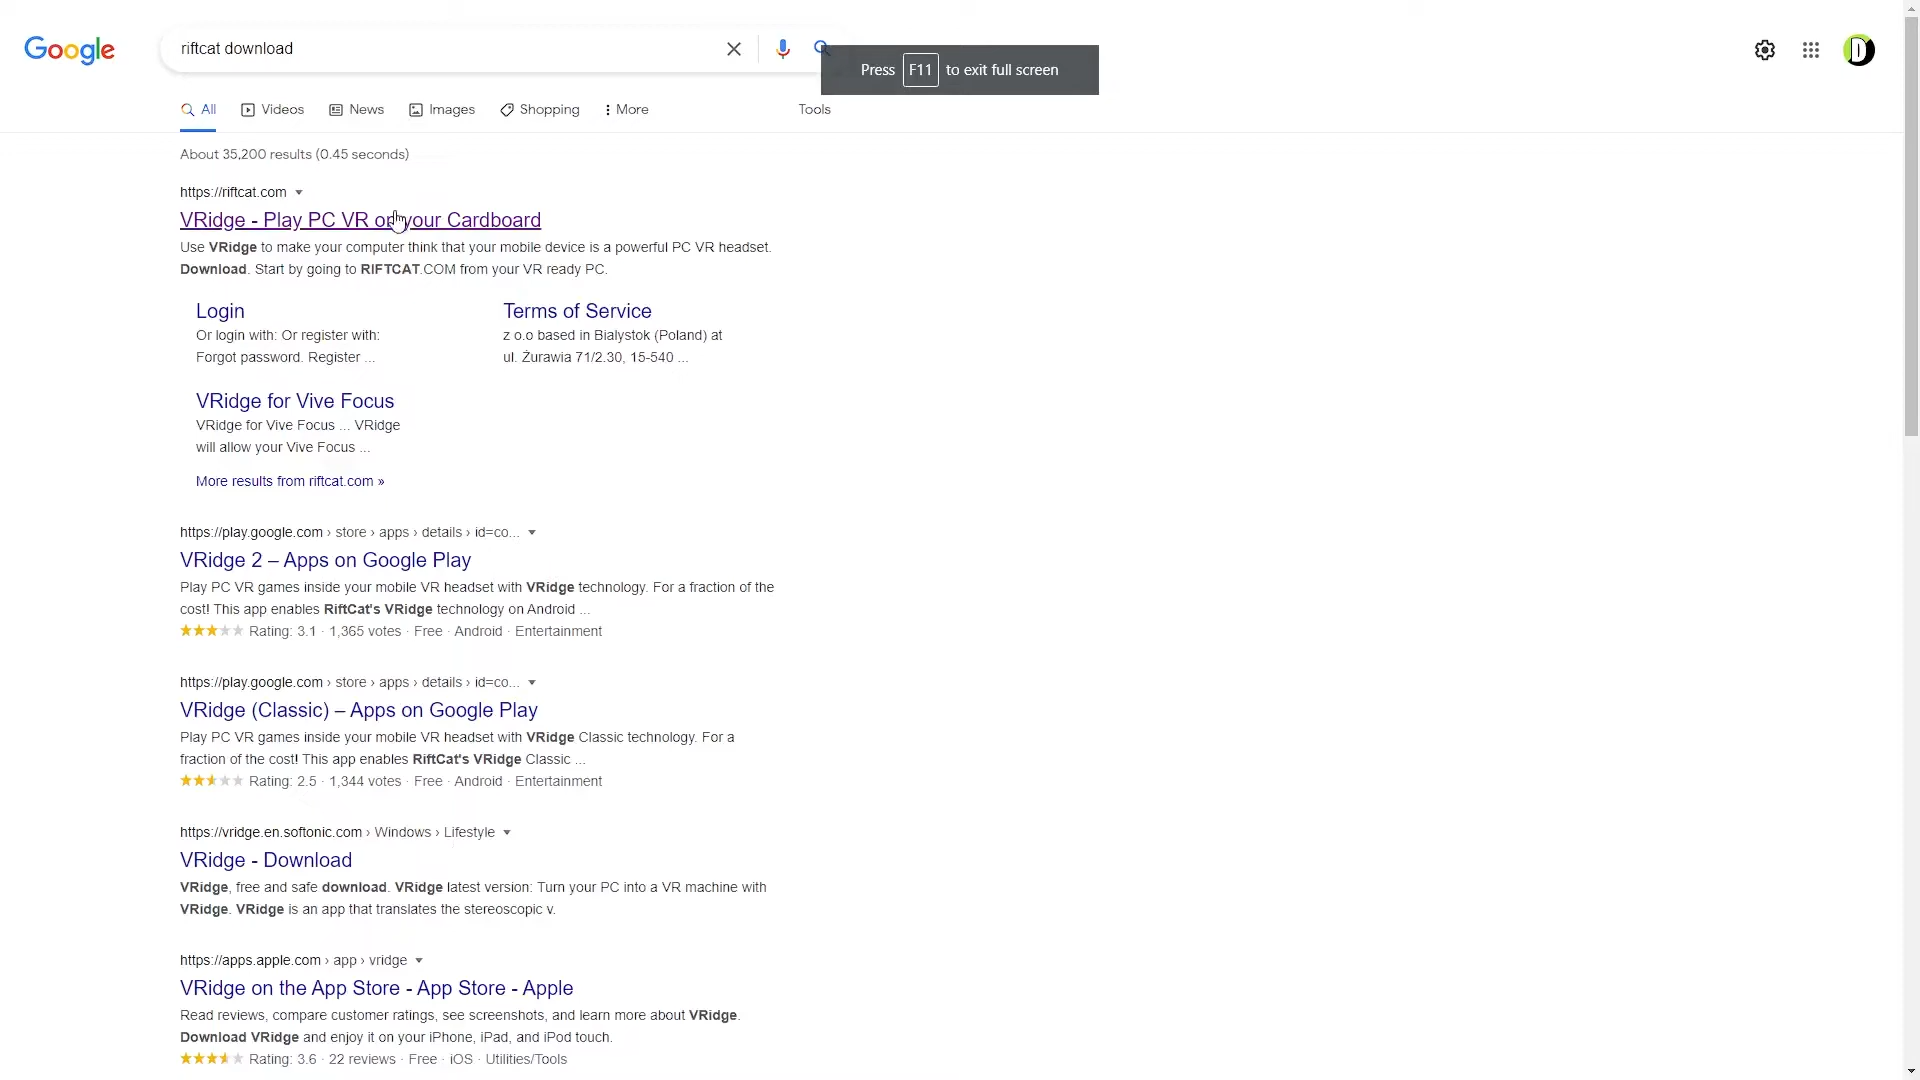 Google
riftcat download
Press F11 to exit full screen
D
All Videos News Images Shopping More Tools
About 35,200 results (0.45 seconds)
https://riftcat.com
VRidge - Play PC VR on your Cardboard
Use VRidge to make your computer think that your mobile device is a powerful PC VR headset.
Download. Start by going to RIFTCAT.COM from your VR ready PC.
Login
Or login with: Or register with:
Forgot password. Register ...
Terms of Service
z o.o based in Bialystok (Poland) at
ul. Żurawia 71/2.30, 15-540 ...
VRidge for Vive Focus
VRidge for Vive Focus ... VRidge
will allow your Vive Focus ...
More results from riftcat.com »
https://play.google.com › store › apps › details › id=co...
VRidge 2 – Apps on Google Play
Play PC VR games inside your mobile VR headset with VRidge technology. For a fraction of the
cost! This app enables RiftCat's VRidge technology on Android ...
Rating: 3.1 · 1,365 votes · Free · Android · Entertainment
https://play.google.com › store › apps › details › id=co...
VRidge (Classic) – Apps on Google Play
Play PC VR games inside your mobile VR headset with VRidge Classic technology. For a
fraction of the cost! This app enables RiftCat's VRidge Classic ...
Rating: 2.5 · 1,344 votes · Free · Android · Entertainment
https://vridge.en.softonic.com › Windows › Lifestyle
VRidge - Download
VRidge, free and safe download. VRidge latest version: Turn your PC into a VR machine with
VRidge. VRidge is an app that translates the stereoscopic v.
https://apps.apple.com › app › vridge
VRidge on the App Store - App Store - Apple
Read reviews, compare customer ratings, see screenshots, and learn more about VRidge.
Download VRidge and enjoy it on your iPhone, iPad, and iPod touch.
Rating: 3.6 · 22 reviews · Free · iOS · Utilities/Tools